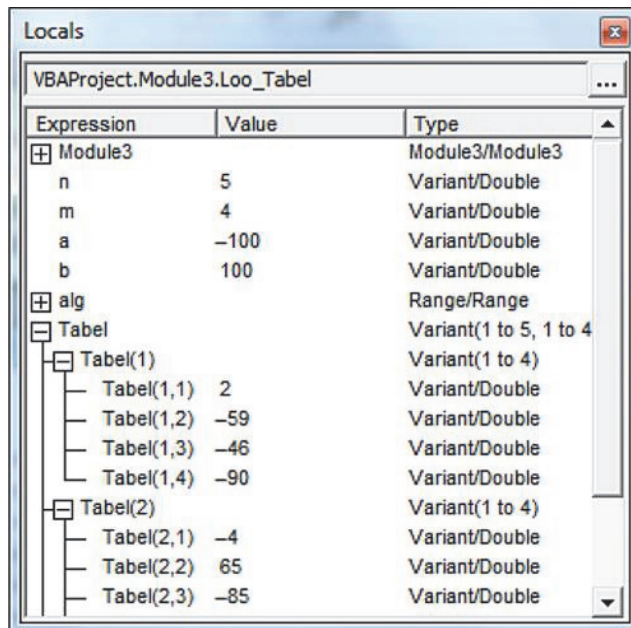 Locals
VBAProject.Module3.Loo_Tabel ...
Expression Value Type
Module3 Module3/Module3
n 5 Variant/Double
m 4 Variant/Double
a –100 Variant/Double
b 100 Variant/Double
alg Range/Range
Tabel Variant(1 to 5, 1 to 4
Tabel(1) Variant(1 to 4)
Tabel(1,1) 2 Variant/Double
Tabel(1,2) –59 Variant/Double
Tabel(1,3) –46 Variant/Double
Tabel(1,4) –90 Variant/Double
Tabel(2) Variant(1 to 4)
Tabel(2,1) –4 Variant/Double
Tabel(2,2) 65 Variant/Double
Tabel(2,3) –85 Variant/Double